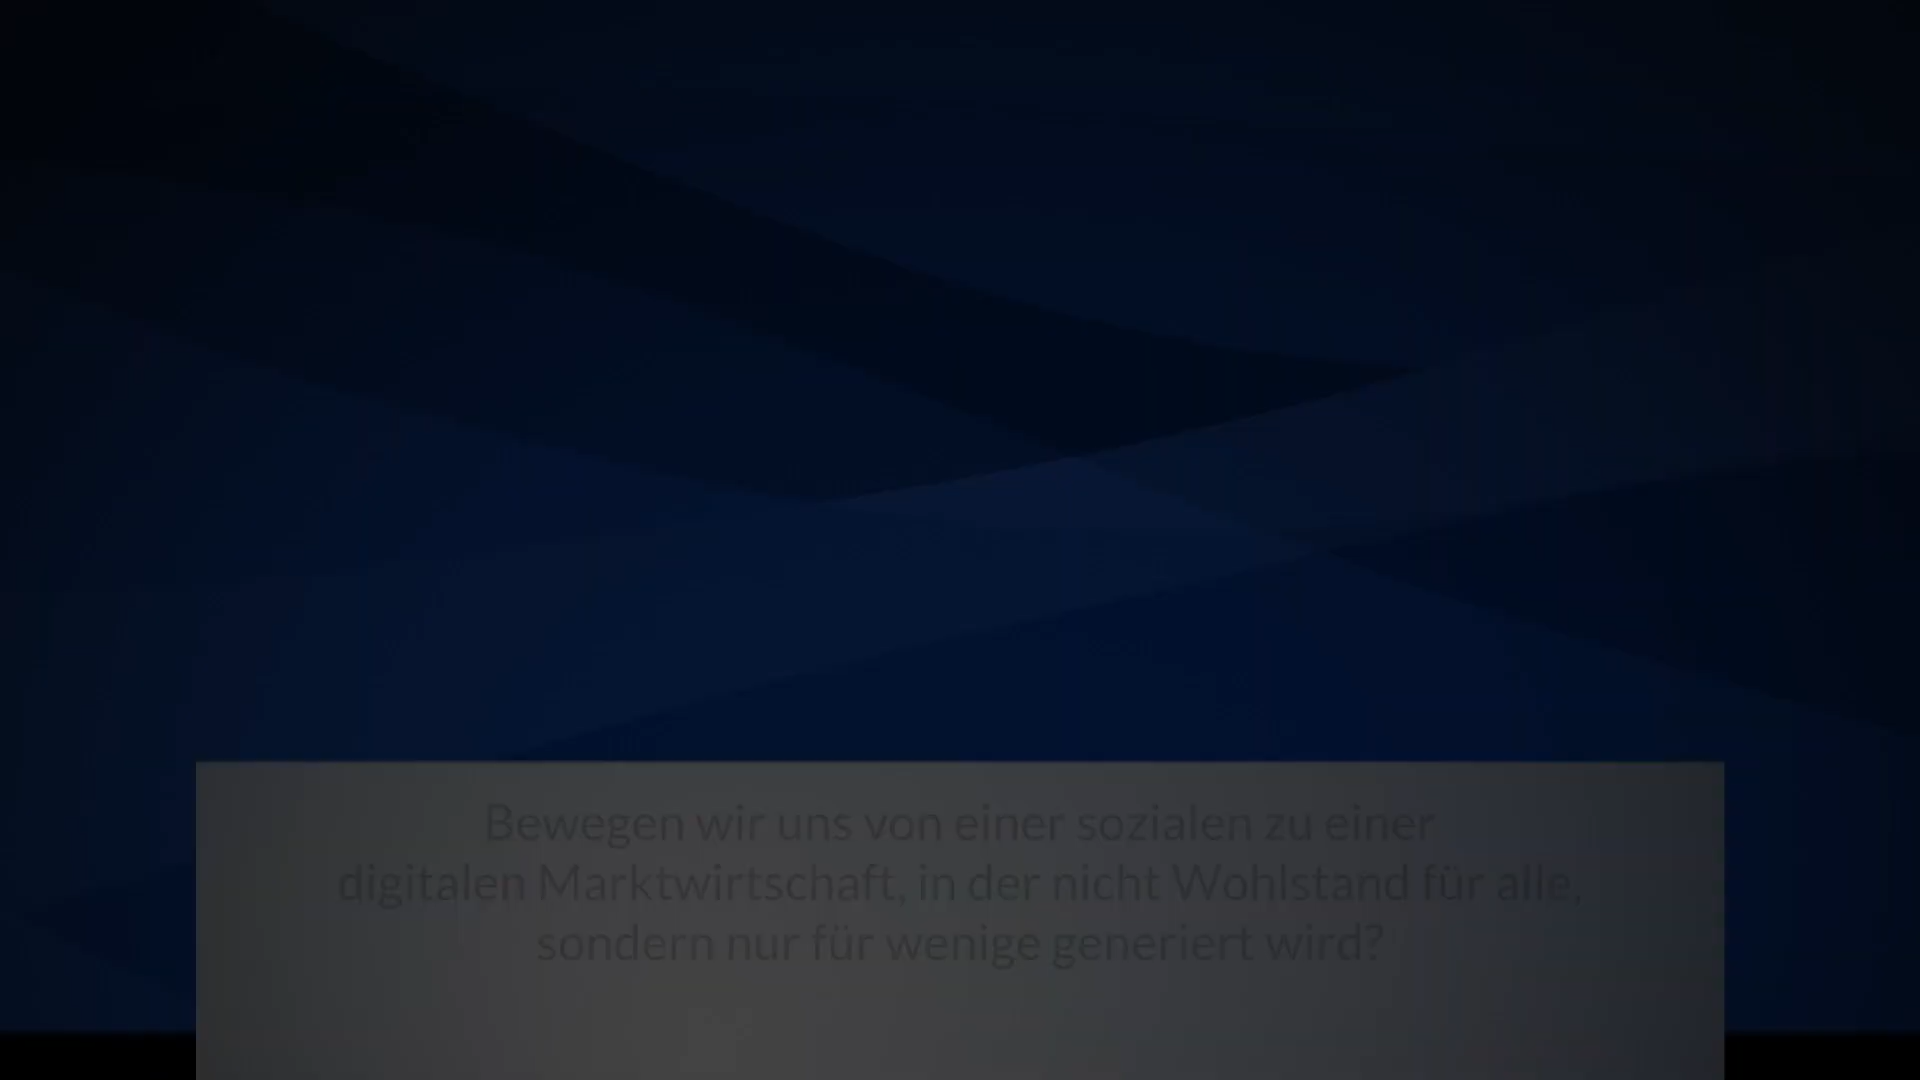 Bewegen wir uns von einer sozialen zu einer
digitalen Marktwirtschaft, in der nicht Wohlstand für alle,
sondern nur für wenige generiert wird?